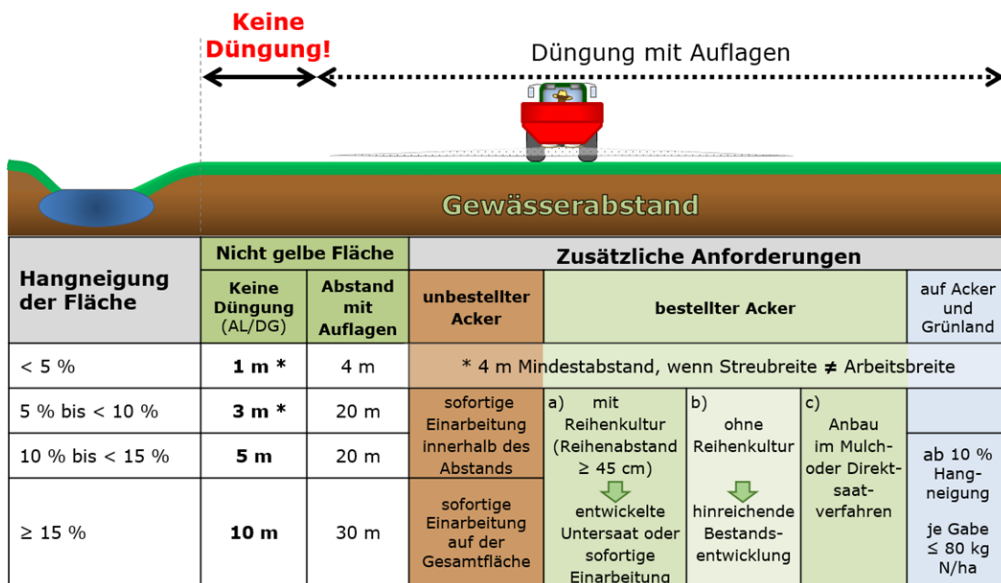 Keine
Düngung!
Düngung mit Auflagen
Gewässerabstand
Hangneigung
der Fläche
Nicht gelbe Fläche
Zusätzliche Anforderungen
Keine
Düngung
(AL/DG)
Abstand
mit
Auflagen
unbestellter
Acker
bestellter Acker
auf Acker
und
Grünland
< 5 %
1 m *
4 m
* 4 m Mindestabstand, wenn Streubreite ≠ Arbeitsbreite
5 % bis < 10 %
3 m *
20 m
10 % bis < 15 %
5 m
20 m
≥ 15 %
10 m
30 m
sofortige
Einarbeitung
innerhalb des
Abstands
sofortige
Einarbeitung
auf der
Gesamtfläche
a) mit
Reihenkultur
(Reihenabstand
≥ 45 cm)
entwickelte
Untersaat oder
sofortige
Einarbeitung
b) ohne
Reihenkultur
hinreichende
Bestands-
entwicklung
c) Anbau
im Mulch-
oder Direkt-
saat-
verfahren
ab 10 %
Hang-
neigung
je Gabe
≤ 80 kg
N/ha